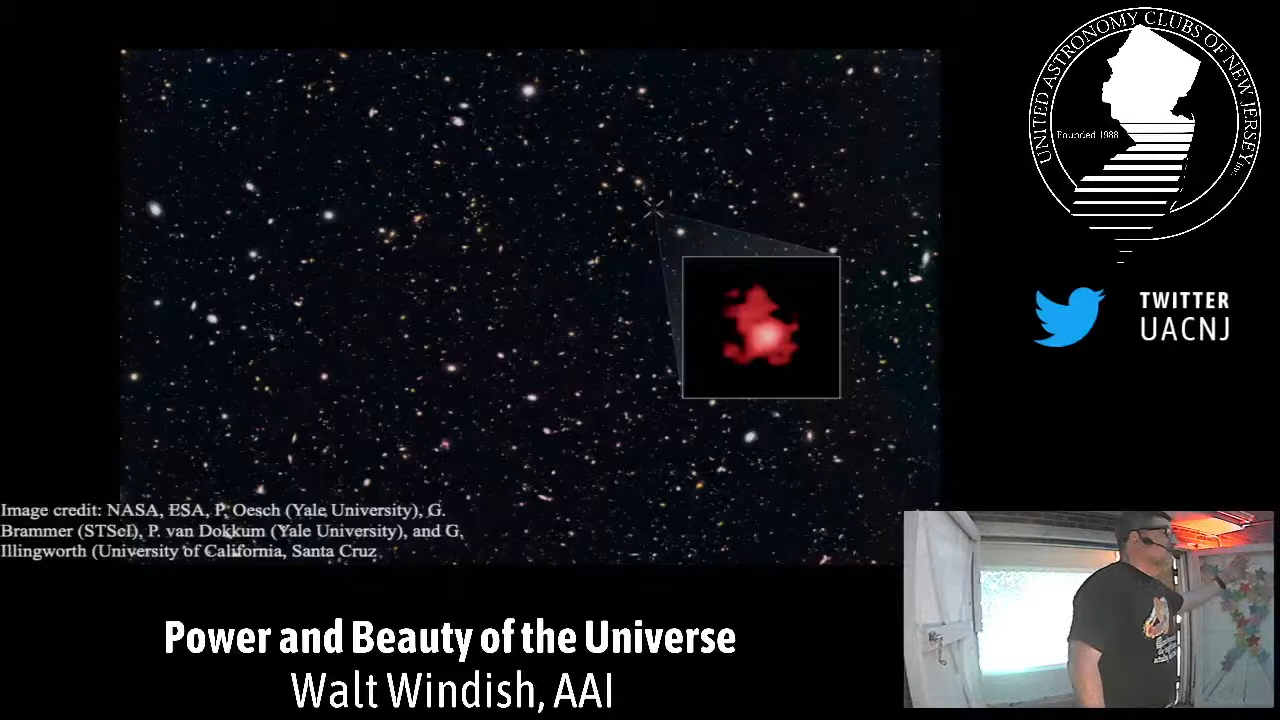 UNITED ASTRONOMY CLUBS OF NEW JERSEY, Inc.
Founded 1988
TWITTER
UACNJ
Image credit: NASA, ESA, P. Oesch (Yale University), G.
Brammer (STScI), P. van Dokkum (Yale University), and G.
Illingworth (University of California, Santa Cruz
Power and Beauty of the Universe
Walt Windish, AAI